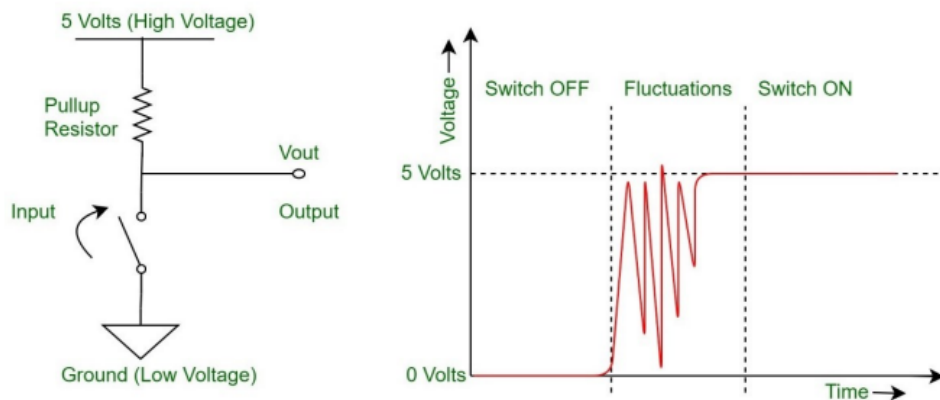 5 Volts (High Voltage)
Pullup
Resistor
Vout
Input
Output
Ground (Low Voltage)
Voltage
Switch OFF
Fluctuations
Switch ON
5 Volts
0 Volts
Time